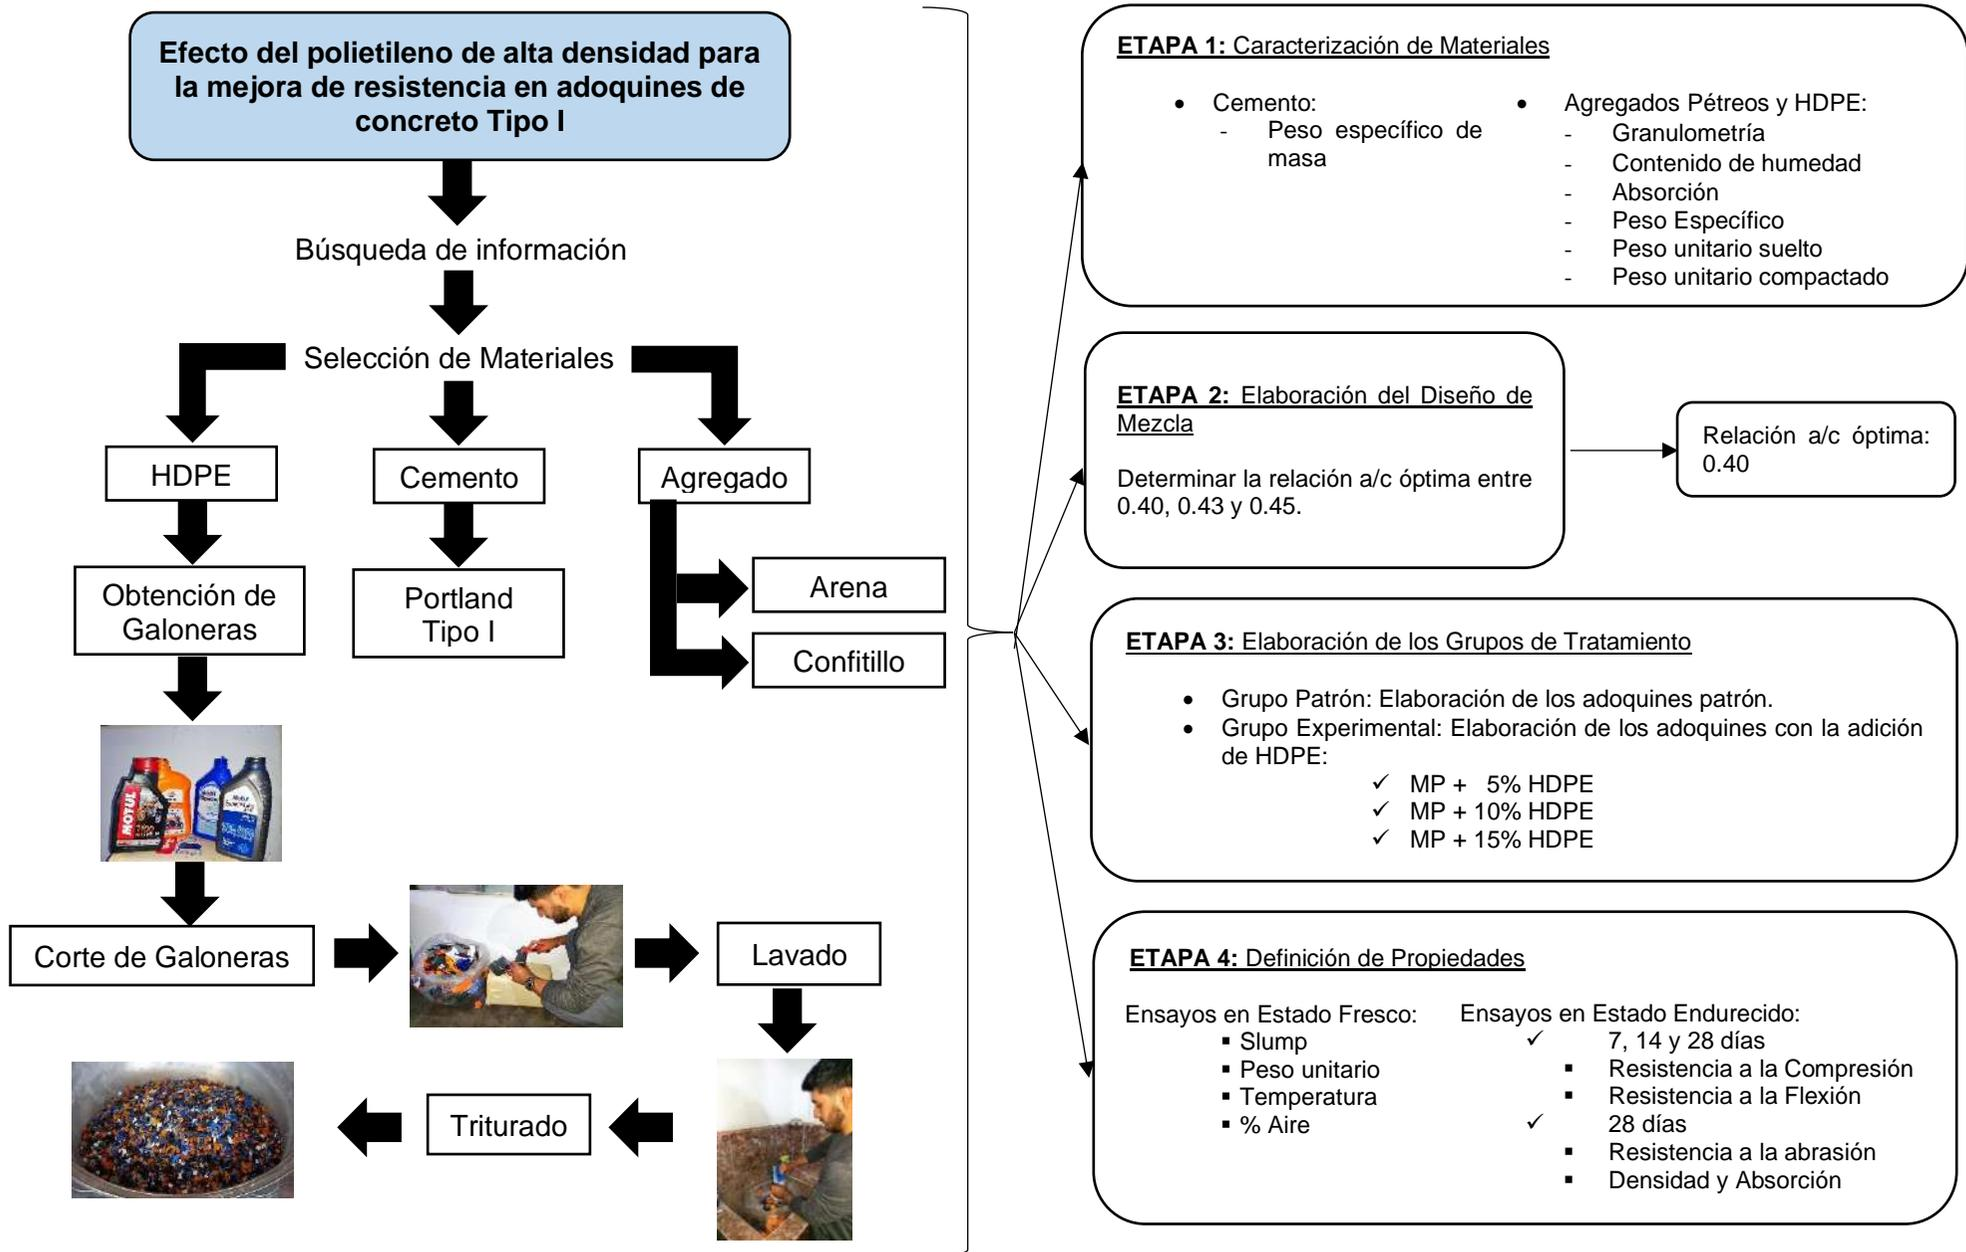 Efecto del polietileno de alta densidad para
la mejora de resistencia en adoquines de
concreto Tipo I
Búsqueda de información
Selección de Materiales
HDPE
Cemento
Agregado
Obtención de
Galoneras
Portland
Tipo I
Arena
Confitillo
MOTUL
Corte de Galoneras
Lavado
Triturado
ETAPA 1: Caracterización de Materiales
• Cemento:
- Peso específico de
masa
• Agregados Pétreos y HDPE:
- Granulometría
- Contenido de humedad
- Absorción
- Peso Específico
- Peso unitario suelto
- Peso unitario compactado
ETAPA 2: Elaboración del Diseño de
Mezcla
Determinar la relación a/c óptima entre
0.40, 0.43 y 0.45.
Relación a/c óptima:
0.40
ETAPA 3: Elaboración de los Grupos de Tratamiento
• Grupo Patrón: Elaboración de los adoquines patrón.
• Grupo Experimental: Elaboración de los adoquines con la adición
de HDPE:
✓ MP + 5% HDPE
✓ MP + 10% HDPE
✓ MP + 15% HDPE
ETAPA 4: Definición de Propiedades
Ensayos en Estado Fresco:
▪ Slump
▪ Peso unitario
▪ Temperatura
▪ % Aire
Ensayos en Estado Endurecido:
✓ 7, 14 y 28 días
▪ Resistencia a la Compresión
▪ Resistencia a la Flexión
✓ 28 días
▪ Resistencia a la abrasión
▪ Densidad y Absorción